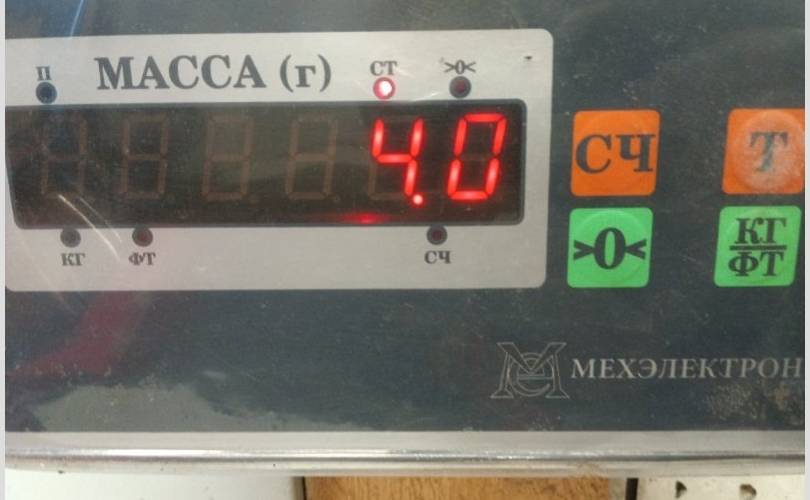 П МАССА (г) СТ >0<
4.0
КГ ФТ СЧ
СЧ Т
>0< КГ
ФТ
МЕХЭЛЕКТРОН